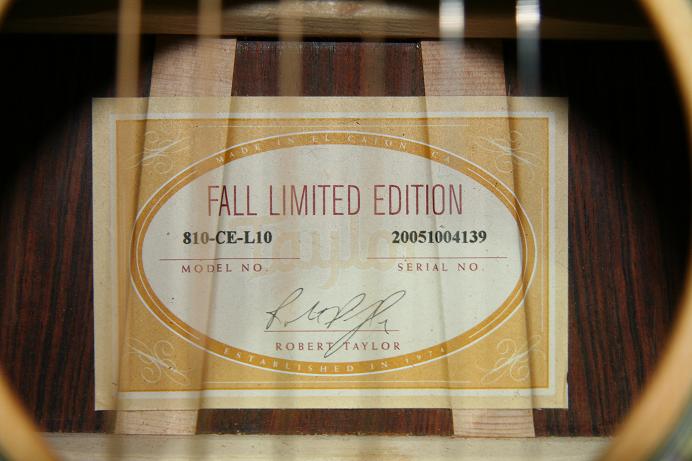 MADE IN EL CAJON, CA
FALL LIMITED EDITION
810-CE-L10 20051004139
Taylor
MODEL NO. SERIAL NO.
ROBERT TAYLOR
ESTABLISHED IN 1974